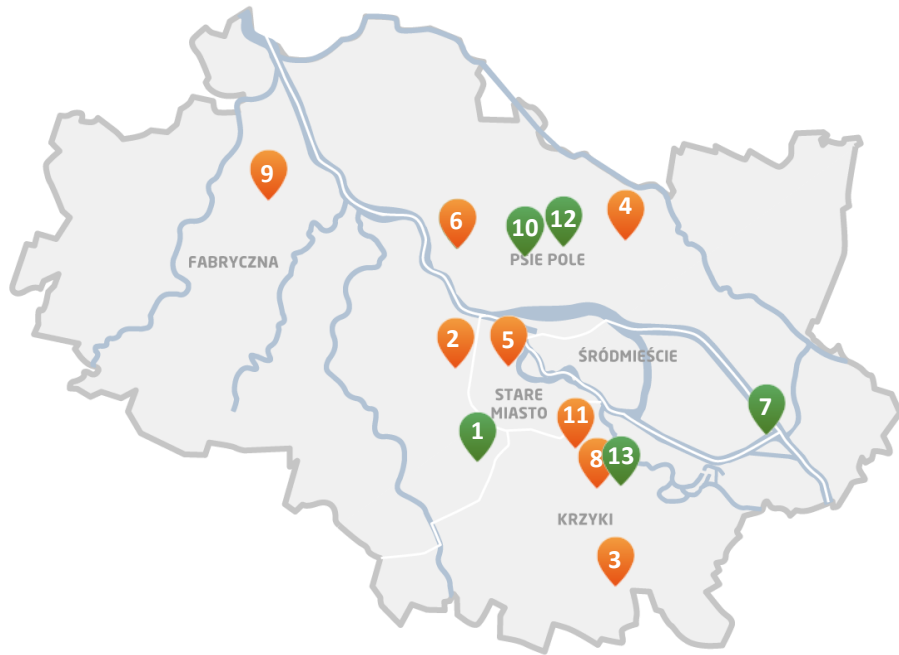 9
6
10
12
4
PSIE POLE
FABRYCZNA
2
5
ŚRÓDMIEŚCIE
STARE
MIASTO
7
11
1
8
13
KRZYKI
3